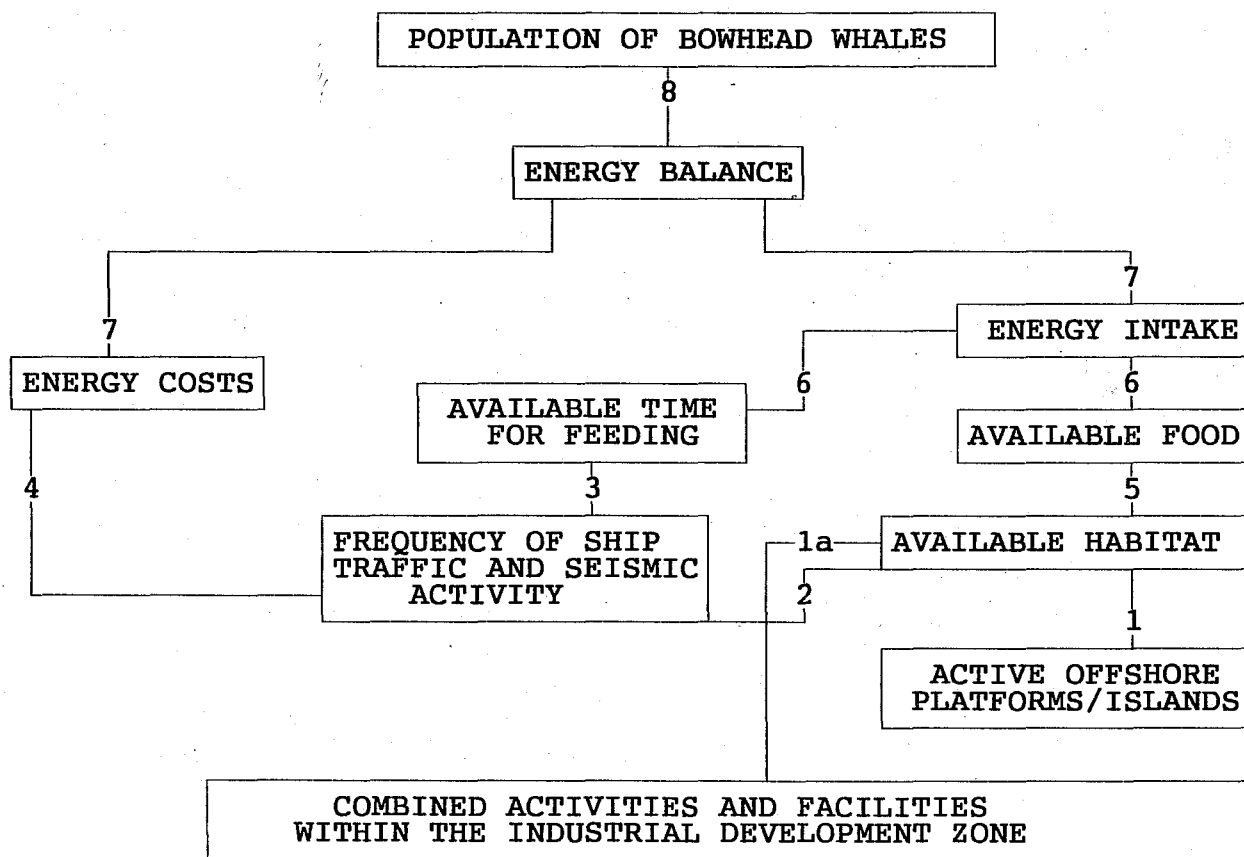 POPULATION OF BOWHEAD WHALES
8
ENERGY BALANCE
7
7
ENERGY INTAKE
ENERGY COSTS
6
6
AVAILABLE TIME
FOR FEEDING
AVAILABLE FOOD
4
3
5
FREQUENCY OF SHIP
TRAFFIC AND SEISMIC
ACTIVITY
1a
AVAILABLE HABITAT
2
1
ACTIVE OFFSHORE
PLATFORMS/ISLANDS
COMBINED ACTIVITIES AND FACILITIES
WITHIN THE INDUSTRIAL DEVELOPMENT ZONE